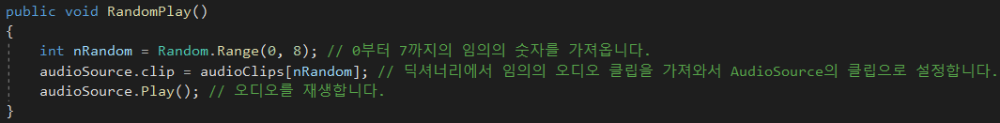 public void RandomPlay()
{
int nRandom = Random.Range(0, 8); // 0부터 7까지의 임의의 숫자를 가져옵니다.
audioSource.clip = audioClips[nRandom]; // 딕셔너리에서 임의의 오디오 클립을 가져와서 AudioSource의 클립으로 설정합니다.
audioSource.Play(); // 오디오를 재생합니다.
}